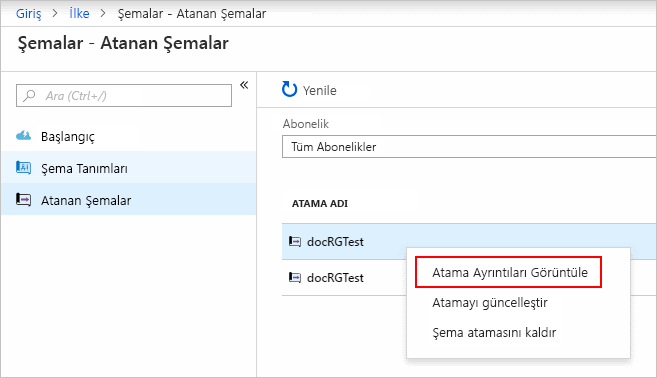 Giriş > İlke > Şemalar - Atanan Şemalar
Şemalar - Atanan Şemalar
Ara (Ctrl+/)
«
Başlangıç
Şema Tanımları
Atanan Şemalar
Yenile
Abonelik
Tüm Abonelikler
ATAMA ADI
docRGTest
docRGTest
Atama Ayrıntıları Görüntüle
Atamayı güncelleştir
Şema atamasını kaldır